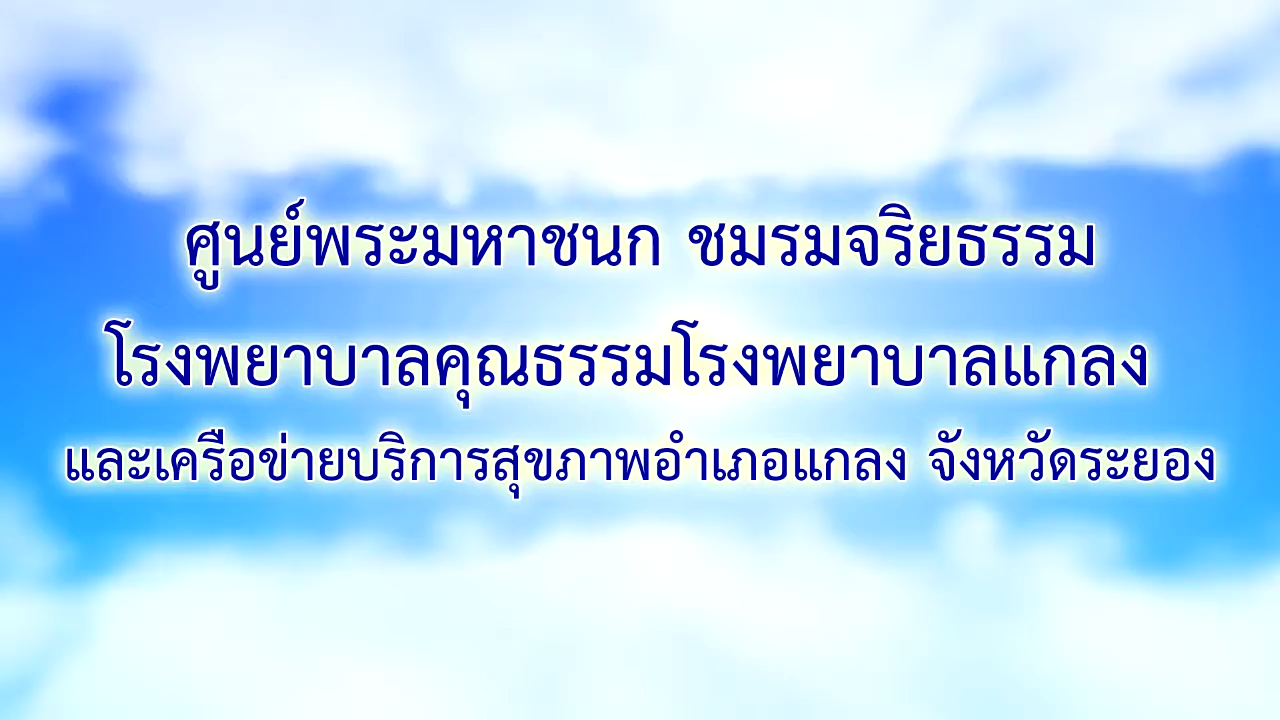 ศูนย์พระมหาชนก ชมรมจริยธรรม
โรงพยาบาลคุณธรรมโรงพยาบาลแกลง
และเครือข่ายบริการสุขภาพอำเภอแกลง จังหวัดระยอง